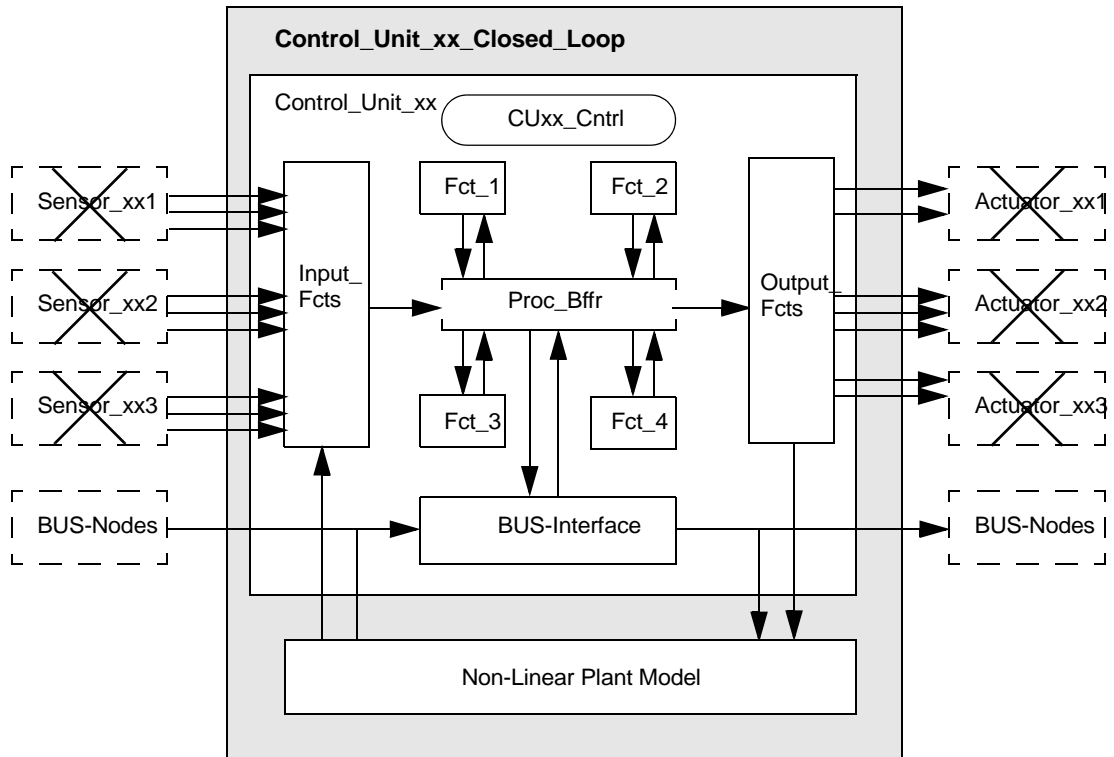 Control_Unit_xx_Closed_Loop
Control_Unit_xx
CUxx_Cntrl
Sensor_xx1
Fct_1
Fct_2
Actuator_xx1
Input_
Fcts
Sensor_xx2
Proc_Bffr
Output_
Fcts
Actuator_xx2
Sensor_xx3
Fct_3
Fct_4
Actuator_xx3
BUS-Nodes
BUS-Interface
BUS-Nodes
Non-Linear Plant Model